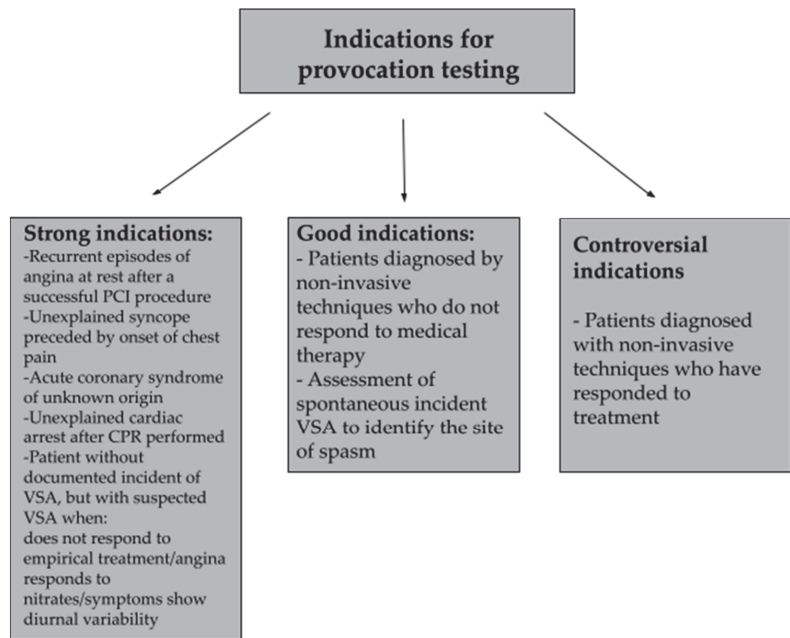 Indications for
provocation testing
Strong indications:
-Recurrent episodes of
angina at rest after a
successful PCI procedure
-Unexplained syncope
preceded by onset of chest
pain
-Acute coronary syndrome
of unknown origin
-Unexplained cardiac
arrest after CPR performed
-Patient without
documented incident of
VSA, but with suspected
VSA when:
does not respond to
empirical treatment/angina
responds to
nitrates/symptoms show
diurnal variability
Good indications:
- Patients diagnosed by
non-invasive
techniques who do not
respond to medical
therapy
- Assessment of
spontaneous incident
VSA to identify the site
of spasm
Controversial
indications
- Patients diagnosed
with non-invasive
techniques who have
responded to
treatment